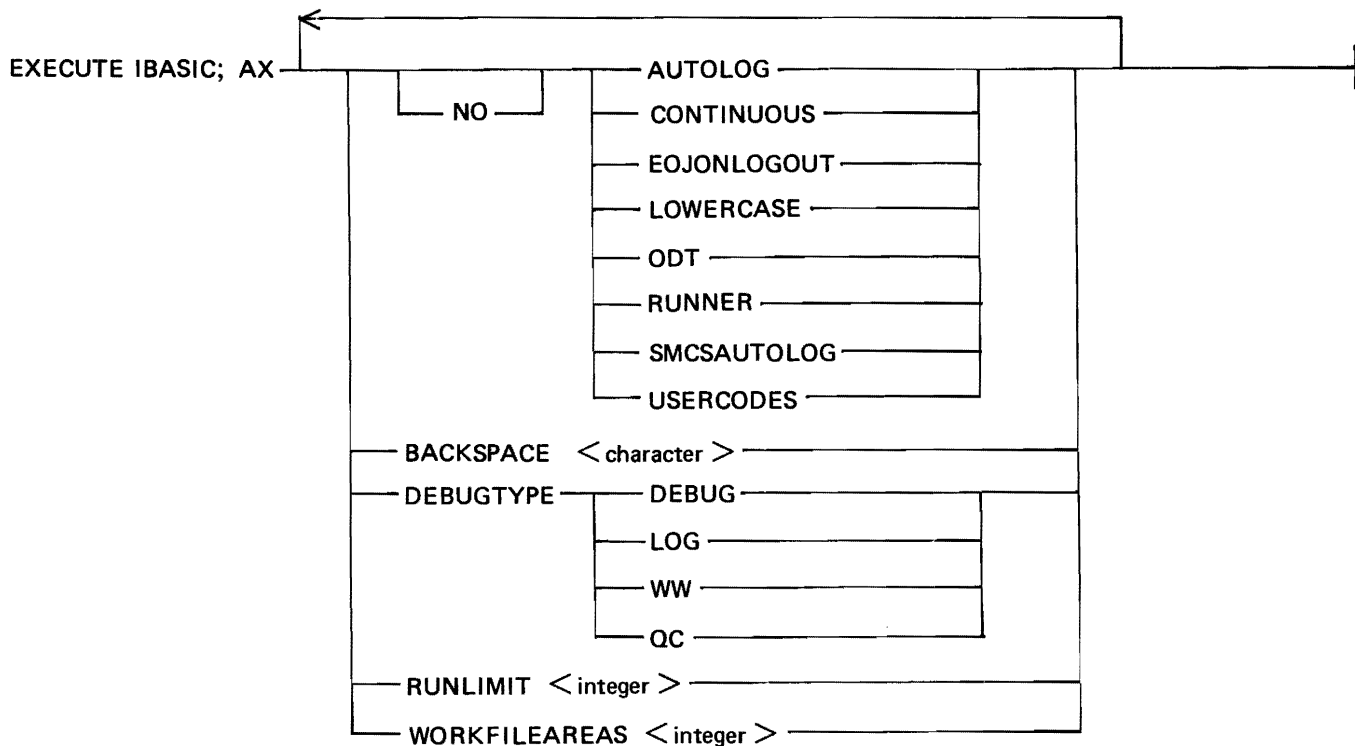 EXECUTE IBASIC; AX
AUTOLOG
NO
CONTINUOUS
EOJONLOGOUT
LOWERCASE
ODT
RUNNER
SMCSAUTOLOG
USERCODES
BACKSPACE < character >
DEBUGTYPE DEBUG
LOG
WW
QC
RUNLIMIT < integer >
WORKFILEAREAS < integer >